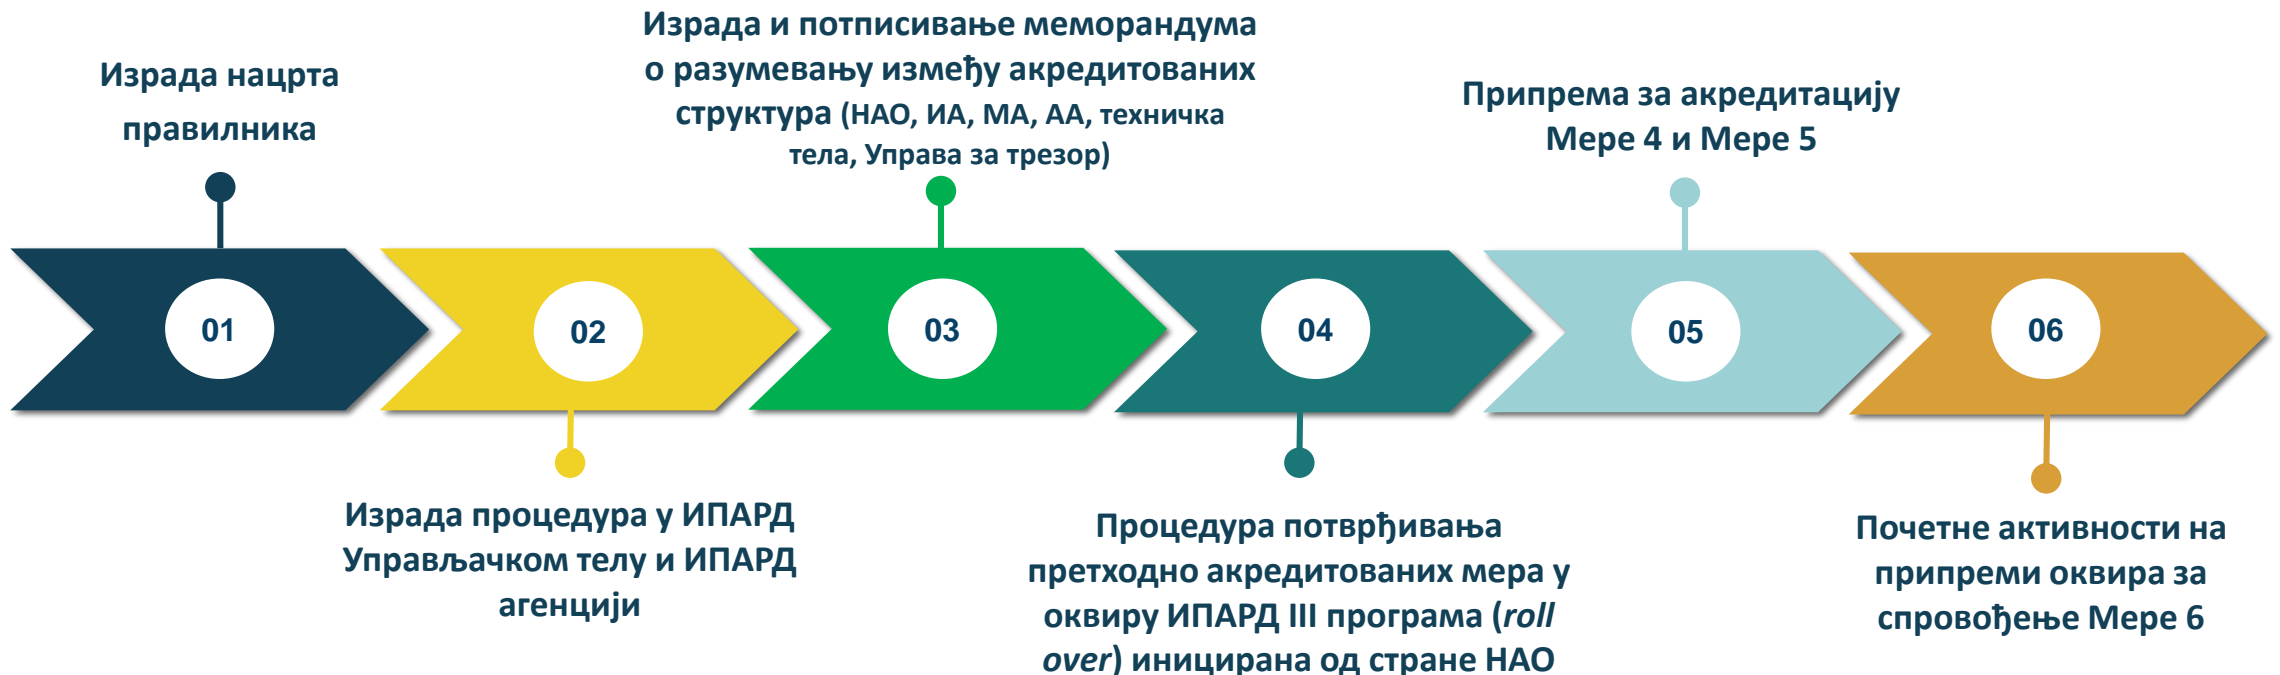 Израда нацрта
правилника
01
Израда процедура у ИПАРД
Управљачком телу и ИПАРД
агенцији
02
Израда и потписивање меморандума
о разумевању између акредитованих
структура (НАО, ИА, МА, АА, техничка
тела, Управа за трезор)
03
Процедура потврђивања
претходно акредитованих мера у
оквиру ИПАРД III програма (roll
over) иницирана од стране НАО
04
Припрема за акредитацију
Мере 4 и Мере 5
05
Почетне активности на
припреми оквира за
спровођење Мере 6
06